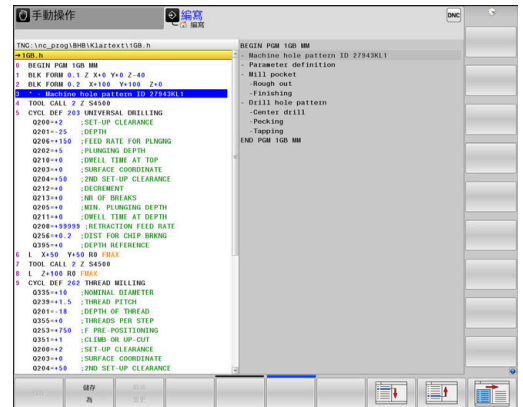 手動操作
編寫
編寫
DNC
TNC:\nc_prog\BHB\Klartext\1GB.h
→1GB.h
0 BEGIN PGM 1GB MM
1 BLK FORM 0.1 Z X+0 Y+0 Z-40
2 BLK FORM 0.2 X+100 Y+100 Z+0
3 * - Machine hole pattern ID 27943KL1
4 TOOL CALL 2 Z S4500
5 CYCL DEF 203 UNIVERSAL DRILLING
Q200=+2 ;SET-UP CLEARANCE
Q201=-25 ;DEPTH
Q206=+150 ;FEED RATE FOR PLNGNG
Q202=+5 ;PLUNGING DEPTH
Q210=+0 ;DWELL TIME AT TOP
Q203=+0 ;SURFACE COORDINATE
Q204=+50 ;2ND SET-UP CLEARANCE
Q212=+0 ;DECREMENT
Q213=+0 ;NR OF BREAKS
Q205=+0 ;MIN. PLUNGING DEPTH
Q211=+0 ;DWELL TIME AT DEPTH
Q208=+99999 ;RETRACTION FEED RATE
Q256=+0.2 ;DIST FOR CHIP BRKNG
Q395=+0 ;DEPTH REFERENCE
6 L X+50 Y+50 R0 FMAX
7 TOOL CALL 2 Z S4500
8 L Z+100 R0 FMAX
9 CYCL DEF 262 THREAD MILLING
Q335=+10 ;NOMINAL DIAMETER
Q239=+1.5 ;THREAD PITCH
Q201=-18 ;DEPTH OF THREAD
Q355=+0 ;THREADS PER STEP
Q253=+750 ;F PRE-POSITIONING
Q351=+1 ;CLIMB OR UP-CUT
Q200=+2 ;SET-UP CLEARANCE
Q203=+0 ;SURFACE COORDINATE
Q204=+50 ;2ND SET-UP CLEARANCE
BEGIN PGM 1GB MM
- Machine hole pattern ID 27943KL1
- Parameter definition
- Mill pocket
-Rough out
-Finishing
- Drill hole pattern
-Center drill
-Pecking
-Tapping
END PGM 1GB MM
儲存
為